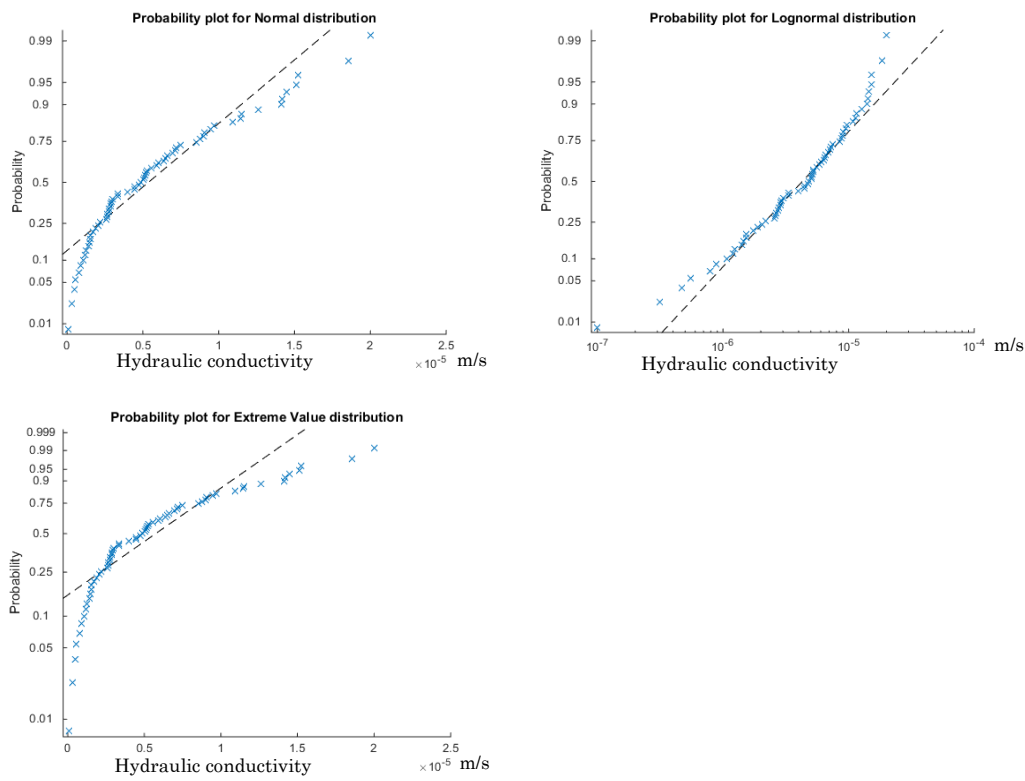 Probability plot for Normal distribution
0.99
0.95
0.9
0.75
0.5
0.25
0.1
0.05
0.01
Probability
0 0.5 1 1.5 2 2.5
×10-5 m/s
Hydraulic conductivity
Probability plot for Lognormal distribution
0.99
0.95
0.9
0.75
0.5
0.25
0.1
0.05
0.01
Probability
10-7 10-6 10-5 10-4 m/s
Hydraulic conductivity
Probability plot for Extreme Value distribution
0.999
0.99
0.95
0.9
0.75
0.5
0.25
0.1
0.05
0.01
Probability
0 0.5 1 1.5 2 2.5
×10-5 m/s
Hydraulic conductivity